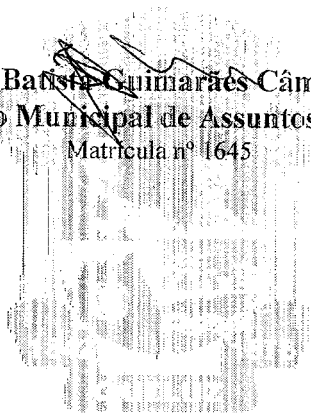 Batista Guimarães Câm
o Municipal de Assuntos
Matrícula nº 1645